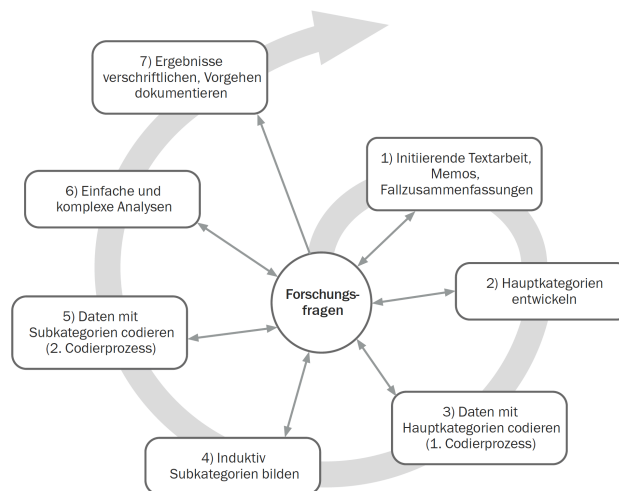 7) Ergebnisse
verschriftlichen, Vorgehen
dokumentieren
1) Initiierende Textarbeit,
Memos,
Fallzusammenfassungen
6) Einfache und
komplexe Analysen
Forschungs-
fragen
2) Hauptkategorien
entwickeln
5) Daten mit
Subkategorien codieren
(2. Codierprozess)
3) Daten mit
Hauptkategorien codieren
(1. Codierprozess)
4) Induktiv
Subkategorien bilden